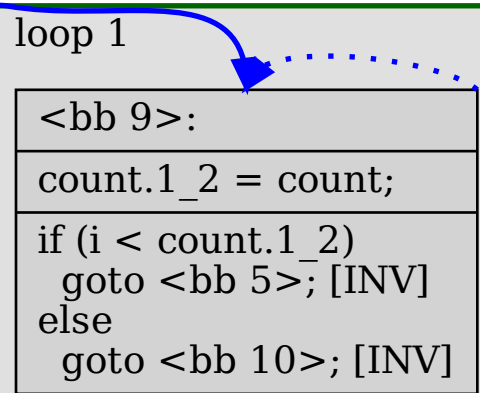 loop 1
<bb 9>:
count.1_2 = count;
if (i < count.1_2)
goto <bb 5>; [INV]
else
goto <bb 10>; [INV]